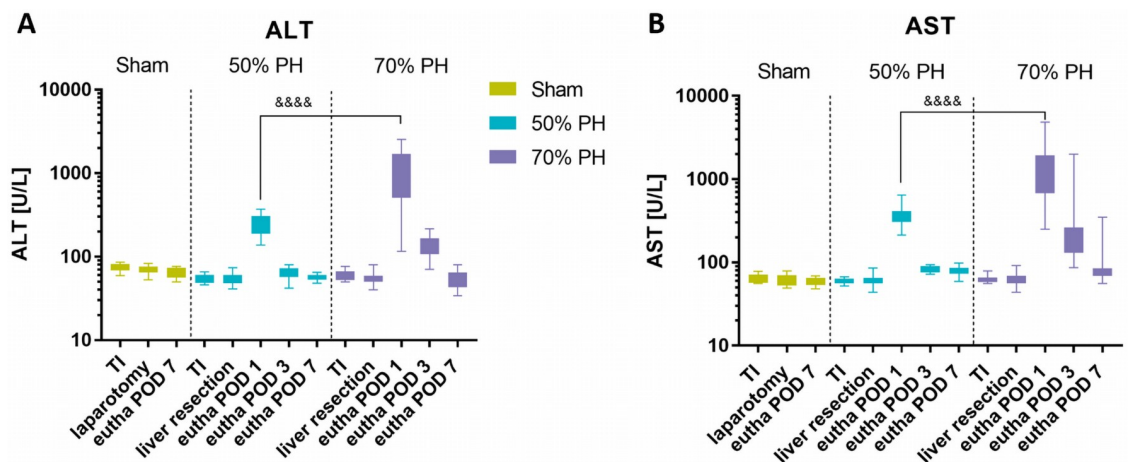 A
ALT
Sham
50% PH
70% PH
10000
1000
100
10
ALT [U/L]
&&&&
TI
laparotomy
eutha POD 7
TI
liver resection
eutha POD 1
eutha POD 3
eutha POD 7
TI
liver resection
eutha POD 1
eutha POD 3
eutha POD 7
Sham
50% PH
70% PH
B
AST
Sham
50% PH
70% PH
10000
1000
100
10
AST [U/L]
&&&&
TI
laparotomy
eutha POD 7
TI
liver resection
eutha POD 1
eutha POD 3
eutha POD 7
TI
liver resection
eutha POD 1
eutha POD 3
eutha POD 7